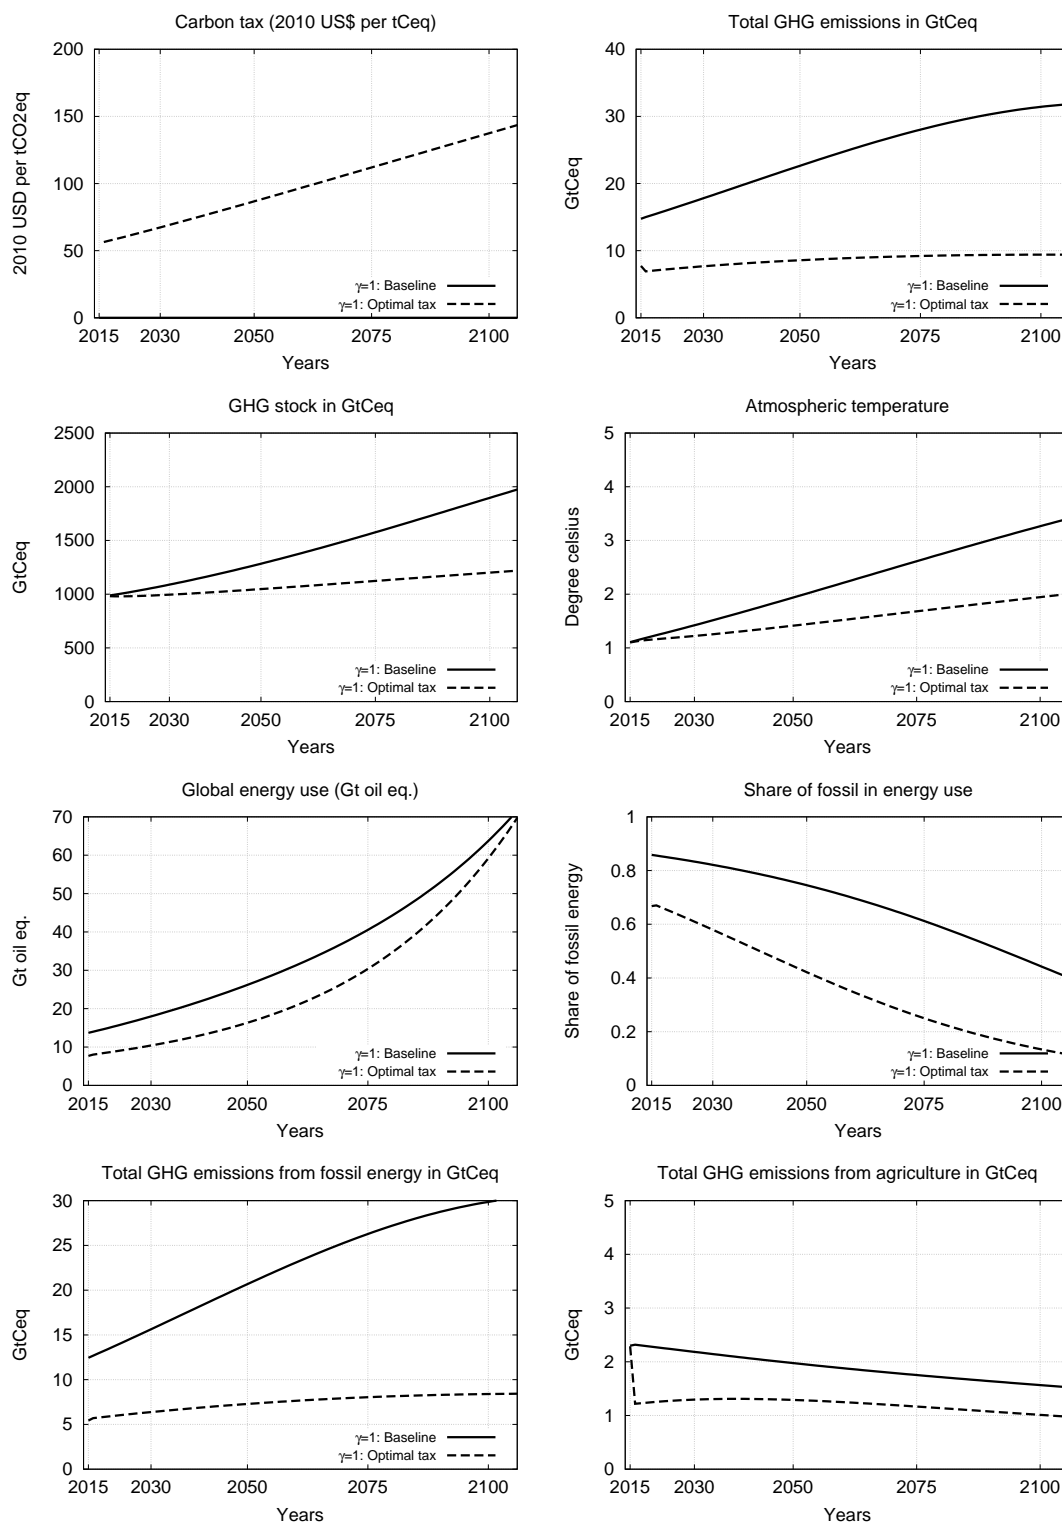 Carbon tax (2010 US$ per tCeq)
2010 USD per tCO2eq
200
150
100
50
0
γ=1: Baseline
γ=1: Optimal tax
2015 2030 2050 2075 2100
Years
Total GHG emissions in GtCeq
GtCeq
40
30
20
10
0
γ=1: Baseline
γ=1: Optimal tax
2015 2030 2050 2075 2100
Years
GHG stock in GtCeq
GtCeq
2500
2000
1500
1000
500
0
γ=1: Baseline
γ=1: Optimal tax
2015 2030 2050 2075 2100
Years
Atmospheric temperature
Degree celsius
5
4
3
2
1
0
γ=1: Baseline
γ=1: Optimal tax
2015 2030 2050 2075 2100
Years
Global energy use (Gt oil eq.)
Gt oil eq.
70
60
50
40
30
20
10
0
γ=1: Baseline
γ=1: Optimal tax
2015 2030 2050 2075 2100
Years
Share of fossil in energy use
Share of fossil energy
1
0.8
0.6
0.4
0.2
0
γ=1: Baseline
γ=1: Optimal tax
2015 2030 2050 2075 2100
Years
Total GHG emissions from fossil energy in GtCeq
GtCeq
30
25
20
15
10
5
0
γ=1: Baseline
γ=1: Optimal tax
2015 2030 2050 2075 2100
Years
Total GHG emissions from agriculture in GtCeq
GtCeq
5
4
3
2
1
0
γ=1: Baseline
γ=1: Optimal tax
2015 2030 2050 2075 2100
Years